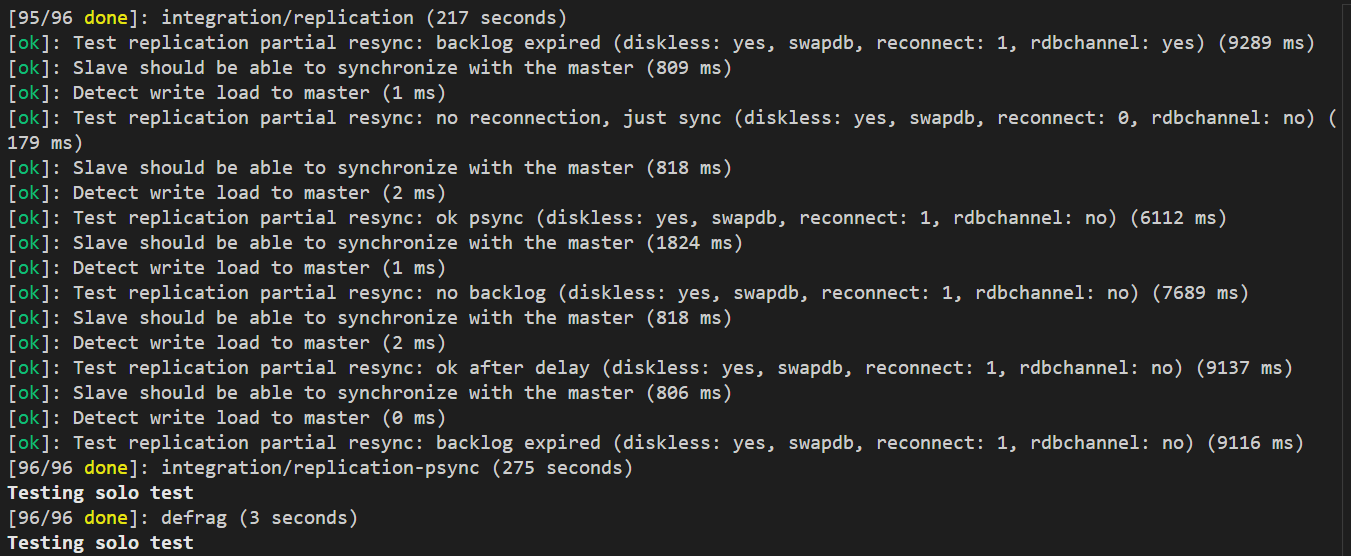 [95/96 done]: integration/replication (217 seconds)
[ok]: Test replication partial resync: backlog expired (diskless: yes, swapdb, reconnect: 1, rdbchannel: yes) (9289 ms)
[ok]: Slave should be able to synchronize with the master (809 ms)
[ok]: Detect write load to master (1 ms)
[ok]: Test replication partial resync: no reconnection, just sync (diskless: yes, swapdb, reconnect: 0, rdbchannel: no) (
179 ms)
[ok]: Slave should be able to synchronize with the master (818 ms)
[ok]: Detect write load to master (2 ms)
[ok]: Test replication partial resync: ok psync (diskless: yes, swapdb, reconnect: 1, rdbchannel: no) (6112 ms)
[ok]: Slave should be able to synchronize with the master (1824 ms)
[ok]: Detect write load to master (1 ms)
[ok]: Test replication partial resync: no backlog (diskless: yes, swapdb, reconnect: 1, rdbchannel: no) (7689 ms)
[ok]: Slave should be able to synchronize with the master (818 ms)
[ok]: Detect write load to master (2 ms)
[ok]: Test replication partial resync: ok after delay (diskless: yes, swapdb, reconnect: 1, rdbchannel: no) (9137 ms)
[ok]: Slave should be able to synchronize with the master (806 ms)
[ok]: Detect write load to master (0 ms)
[ok]: Test replication partial resync: backlog expired (diskless: yes, swapdb, reconnect: 1, rdbchannel: no) (9116 ms)
[96/96 done]: integration/replication-psync (275 seconds)
Testing solo test
[96/96 done]: defrag (3 seconds)
Testing solo test